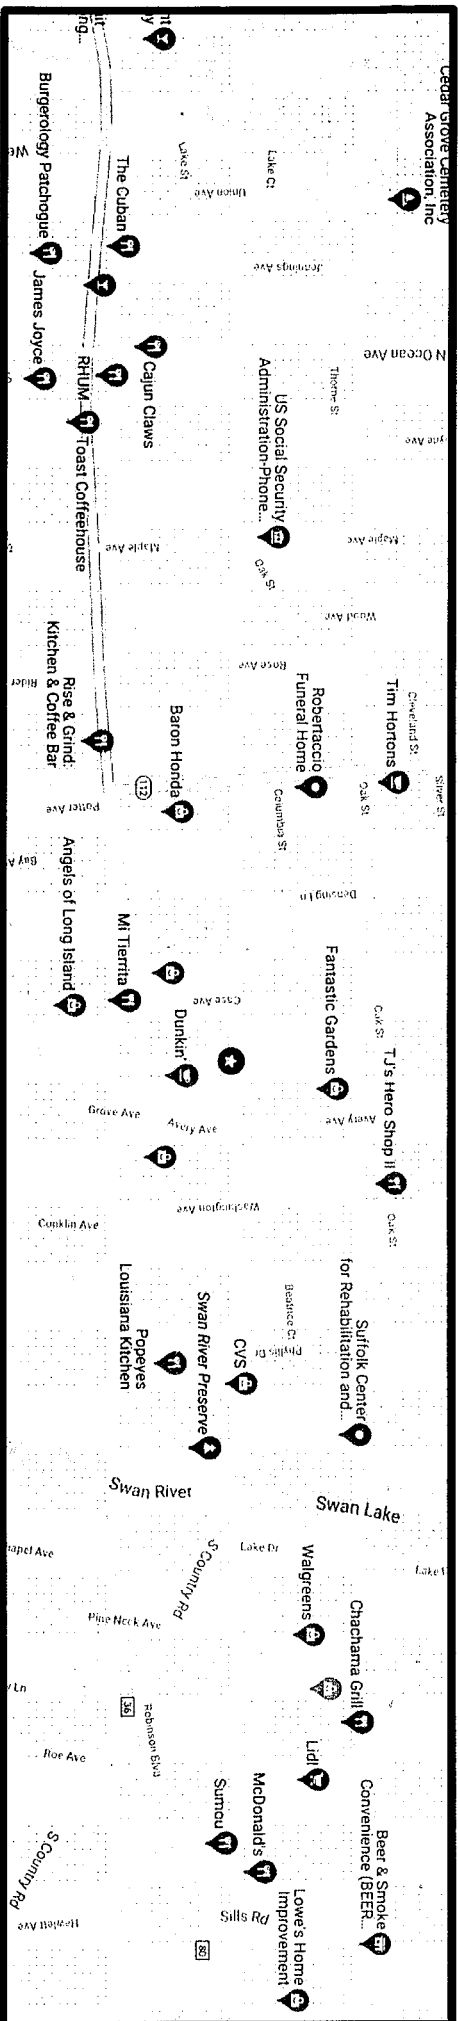 Cedar Grove Cemetery
Association, Inc
Lake St
Lake Ct
Union Ave
Jennings Ave
The Cuban
Burgerology Patchogue
James Joyce
Cajun Claws
RHUM
Toast Coffeehouse
N Ocean Ave
Thorne St
US Social Security
Administration-Phone...
Maple Ave
Maple Ave
Oak St
Wood Ave
Rose Ave
Robertaccio
Funeral Home
Tim Hortons
Cleveland St
Silver St
Oak St
Columbia St
Rider
Rise & Grind:
Kitchen & Coffee Bar
Baron Honda
112
Potter Ave
Bay A
Angels of Long Island
Mi Tierrita
Case Ave
Dunkin'
Fantastic Gardens
Oak St
TJ's Hero Shop II
Grove Ave
Avery Ave
Avery Ave
Oak St
Washington Ave
Conklin Ave
Popeyes
Louisiana Kitchen
Swan River Preserve
CVS
Beatrice Ct
Phyllis Dr
Suffolk Center
for Rehabilitation and...
Swan River
Swan Lake
S Country Rd
Lake Dr
Walgreens
Chachama Grill
Pine Neck Ave
36
Robinson Blvd
Roe Ave
Lidl
McDonald's
Sumou
Beer & Smoke
Convenience (BEER...
S Country Rd
Hewlett Ave
Sills Rd
80
Lowe's Home
Improvement